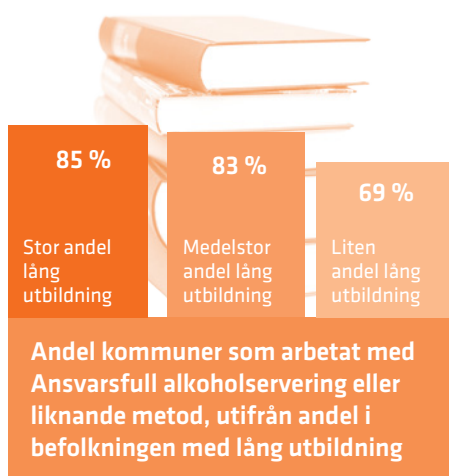 85 %
Stor andel
lång
utbildning
83 %
Medelstor
andel lång
utbildning
69 %
Liten
andel lång
utbildning
Andel kommuner som arbetat med
Ansvarsfull alkoholservering eller
liknande metod, utifrån andel i
befolkningen med lång utbildning